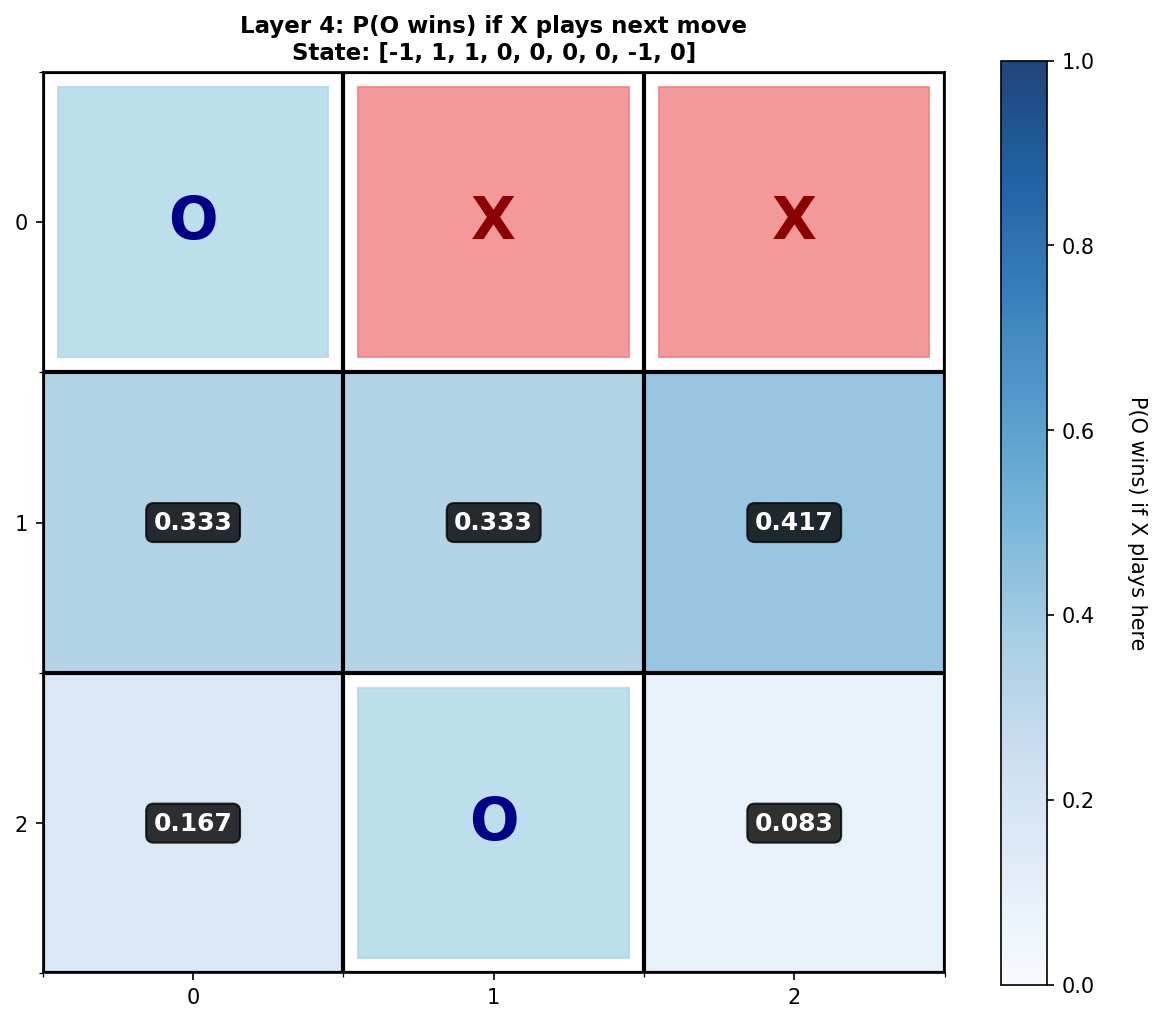 Layer 4: P(O wins) if X plays next move
State: [-1, 1, 1, 0, 0, 0, 0, -1, 0]
0 O X X
1 0.333 0.333 0.417
2 0.167 O 0.083
0 1 2
1.0
0.8
0.6
0.4
0.2
0.0
P(O wins) if X plays here